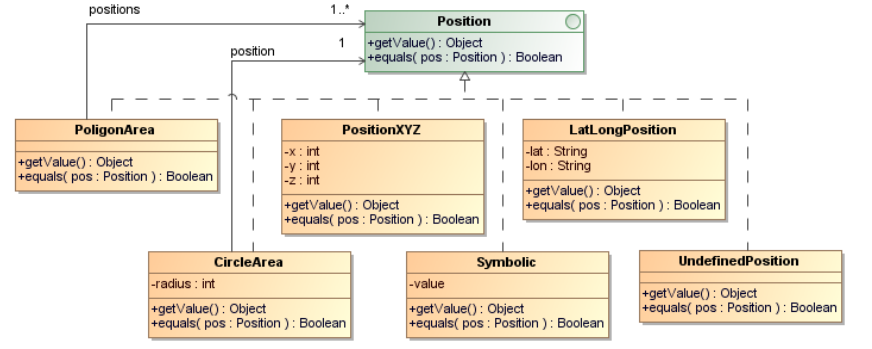 positions
1..*
position
1
Position
+getValue() : Object
+equals( pos : Position ) : Boolean
PoligonArea
+getValue() : Object
+equals( pos : Position ) : Boolean
PositionXYZ
-x : int
-y : int
-z : int
+getValue() : Object
+equals( pos : Position ) : Boolean
LatLongPosition
-lat : String
-lon : String
+getValue() : Object
+equals( pos : Position ) : Boolean
CircleArea
-radius : int
+getValue() : Object
+equals( pos : Position ) : Boolean
Symbolic
-value
+getValue() : Object
+equals( pos : Position ) : Boolean
UndefinedPosition
+getValue() : Object
+equals( pos : Position ) : Boolean